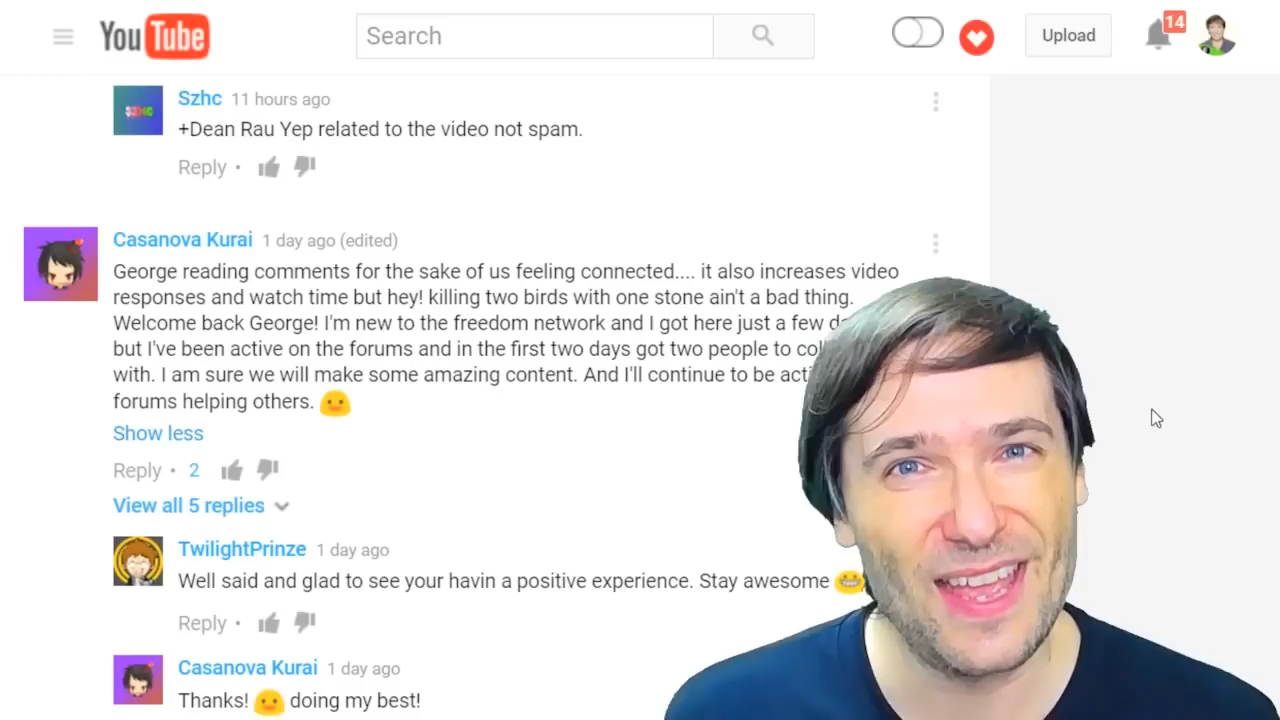 YouTube
Search
Upload
14
Szhc 11 hours ago
+Dean Rau Yep related to the video not spam.
Reply •
Casanova Kurai 1 day ago (edited)
George reading comments for the sake of us feeling connected.... it also increases video
responses and watch time but hey! killing two birds with one stone ain't a bad thing.
Welcome back George! I'm new to the freedom network and I got here just a few
but I've been active on the forums and in the first two days got two people to
with. I am sure we will make some amazing content. And I'll continue to be
forums helping others.
Show less
Reply • 2
View all 5 replies
TwilightPrinze 1 day ago
Well said and glad to see your havin a positive experience. Stay awesome
Reply •
Casanova Kurai 1 day ago
Thanks! doing my best!